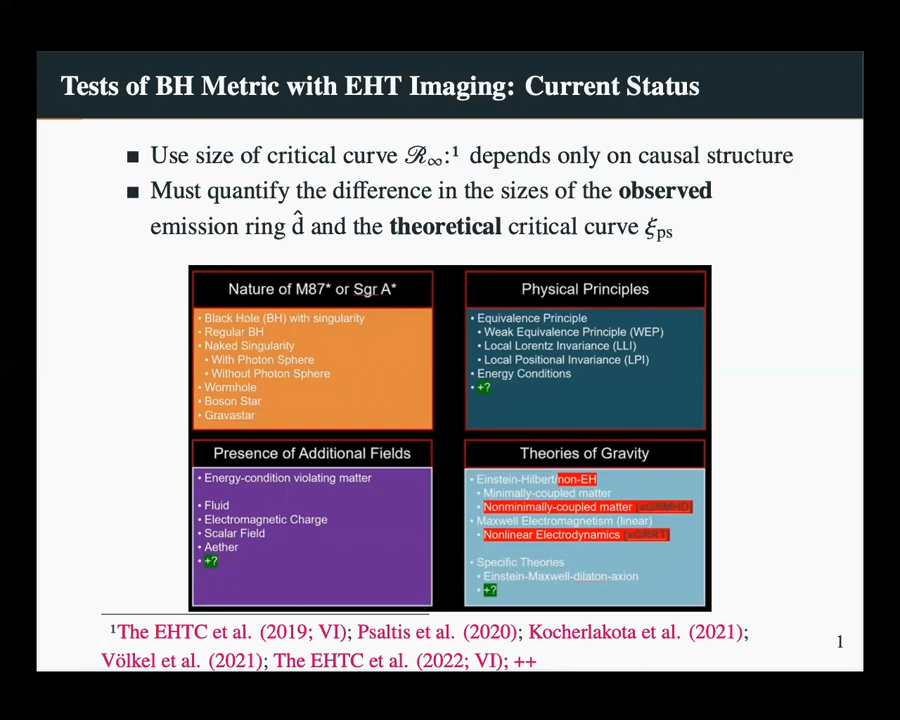 Tests of BH Metric with EHT Imaging: Current Status
■ Use size of critical curve ℛ∞:¹ depends only on causal structure
■ Must quantify the difference in the sizes of the observed
emission ring d̂ and the theoretical critical curve ξps
Nature of M87* or Sgr A*
• Black Hole (BH) with singularity
• Regular BH
• Naked Singularity
• With Photon Sphere
• Without Photon Sphere
• Wormhole
• Boson Star
• Gravastar
Physical Principles
• Equivalence Principle
• Weak Equivalence Principle (WEP)
• Local Lorentz Invariance (LLI)
• Local Positional Invariance (LPI)
• Energy Conditions
• +?
Presence of Additional Fields
• Energy-condition violating matter
• Fluid
• Electromagnetic Charge
• Scalar Field
• Aether
• +?
Theories of Gravity
• Einstein-Hilbert/non-EH
• Minimally-coupled matter
• Nonminimally-coupled matter [xGRMHD]
• Maxwell Electromagnetism (linear)
• Nonlinear Electrodynamics [xGRRT]
• Specific Theories
• Einstein-Maxwell-dilaton-axion
• +?
¹The EHTC et al. (2019; VI); Psaltis et al. (2020); Kocherlakota et al. (2021);
Völkel et al. (2021); The EHTC et al. (2022; VI); ++
1